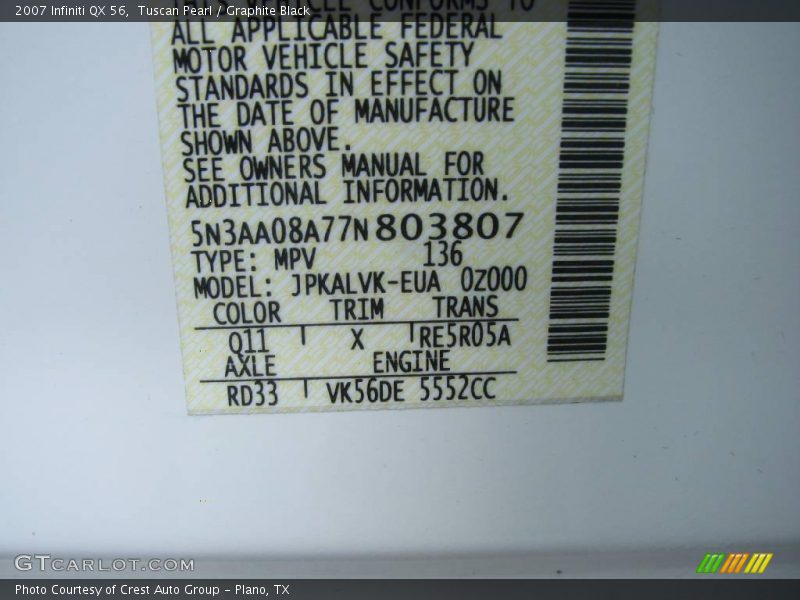 2007 Infiniti QX 56, Tuscan Pearl / Graphite Black
CONFORMS TO
ALL APPLICABLE FEDERAL
MOTOR VEHICLE SAFETY
STANDARDS IN EFFECT ON
THE DATE OF MANUFACTURE
SHOWN ABOVE.
SEE OWNERS MANUAL FOR
ADDITIONAL INFORMATION.
5N3AA08A77N803807
TYPE: MPV 136
MODEL: JPKALVK-EUA 0Z000
COLOR TRIM TRANS
Q11 X RE5R05A
AXLE ENGINE
RD33 VK56DE 5552CC
GTCARLOT.COM
Photo Courtesy of Crest Auto Group - Plano, TX